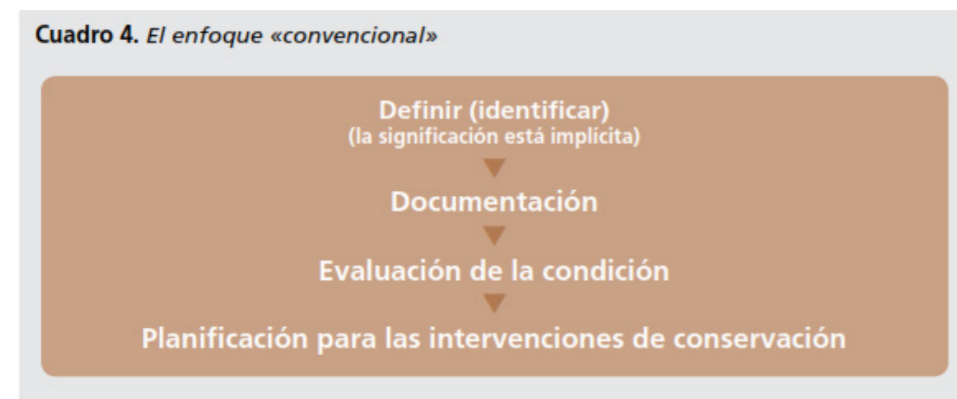 Cuadro 4. El enfoque «convencional»
Definir (identificar)
(la significación está implícita)
Documentación
Evaluación de la condición
Planificación para las intervenciones de conservación